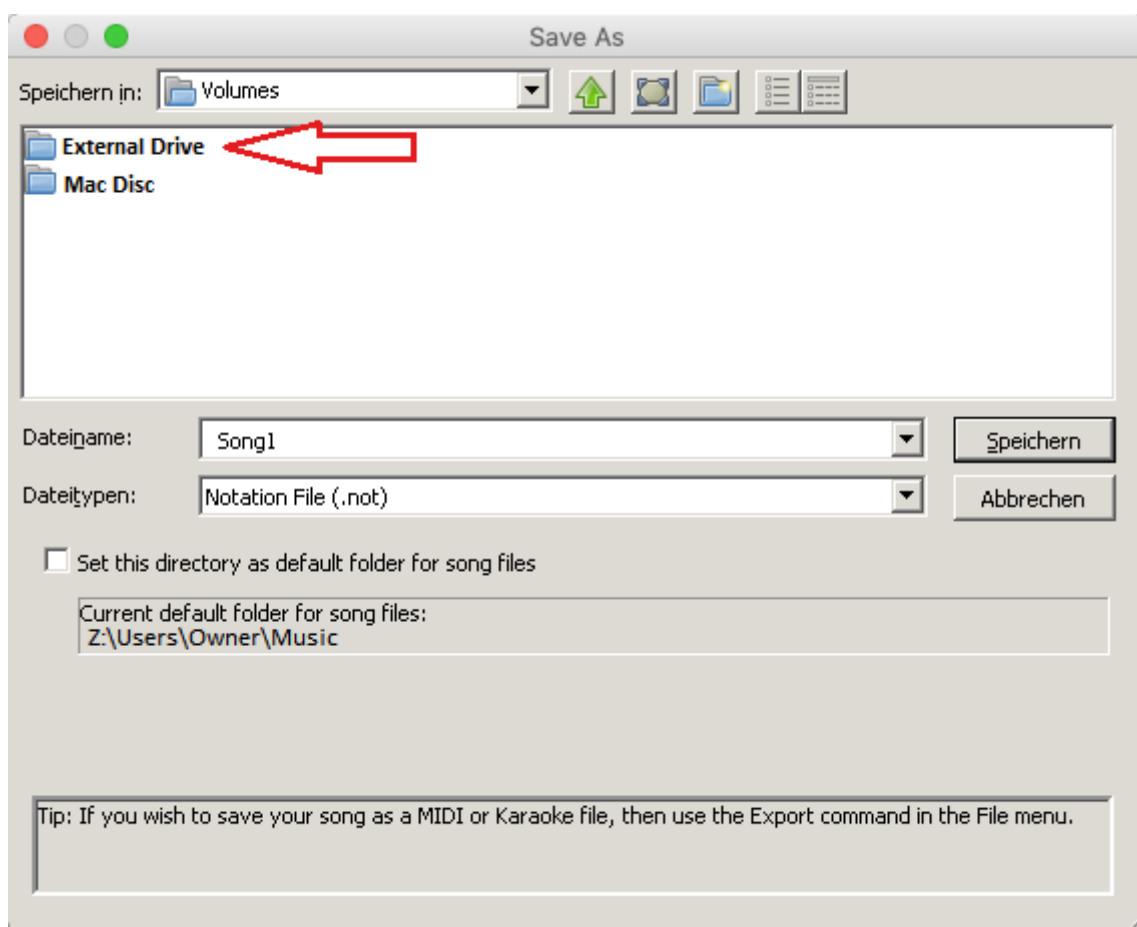 Save As
Speichern in: Volumes
External Drive
Mac Disc
Dateiname: Song1 Speichern
Dateitypen: Notation File (.not) Abbrechen
Set this directory as default folder for song files
Current default folder for song files:
Z:\Users\Owner\Music
Tip: If you wish to save your song as a MIDI or Karaoke file, then use the Export command in the File menu.